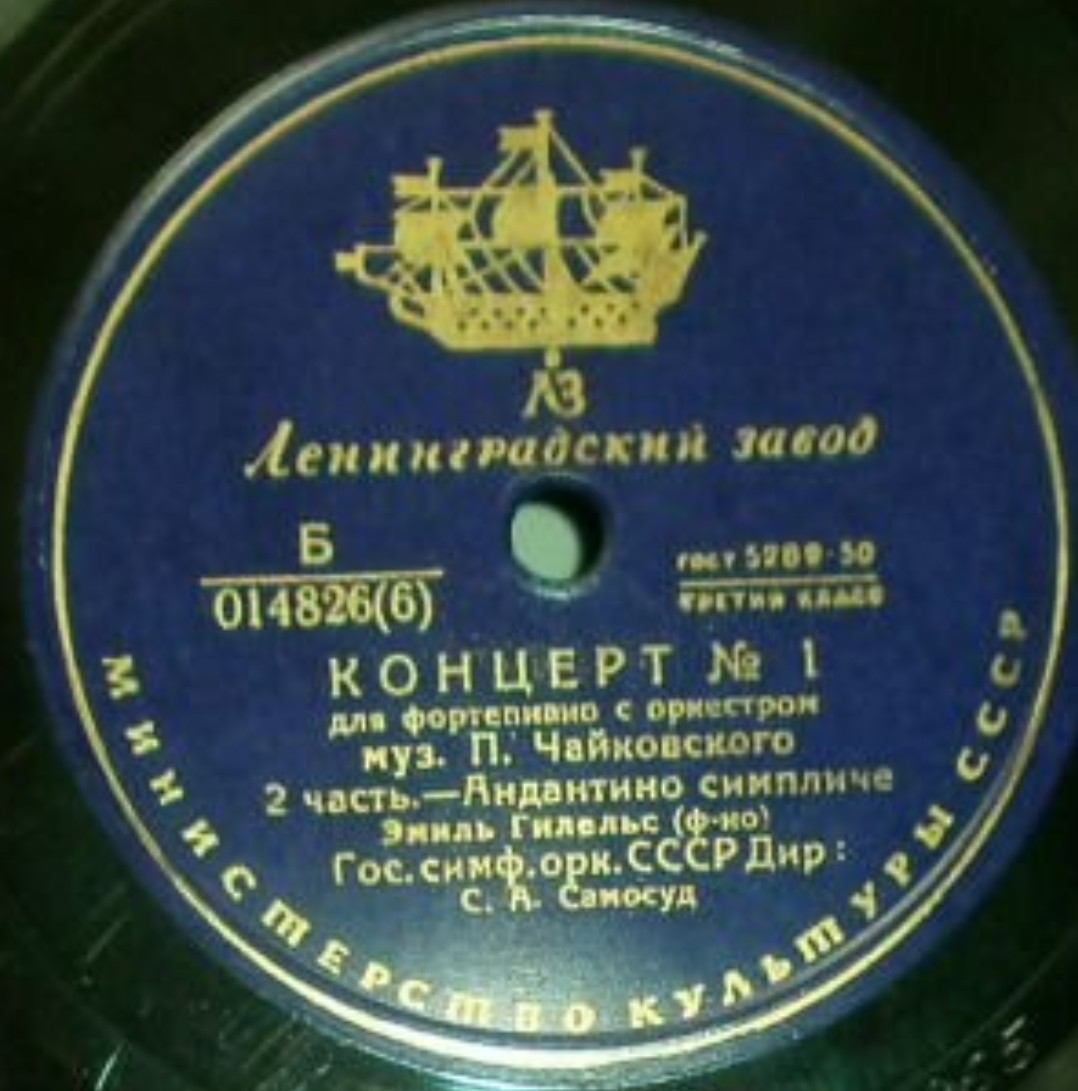 ЛЗ
Ленинградский завод
Б
014826(6)
гост 5289-50
третий класс
КОНЦЕРТ № 1
для фортепиано с оркестром
муз. П. Чайковского
2 часть.—Андантино симпличе
Эмиль Гилельс (ф-но)
Гос. симф. орк. СССР Дир:
С. А. Самосуд
МИНИСТЕРСТВО КУЛЬТУРЫ СССР